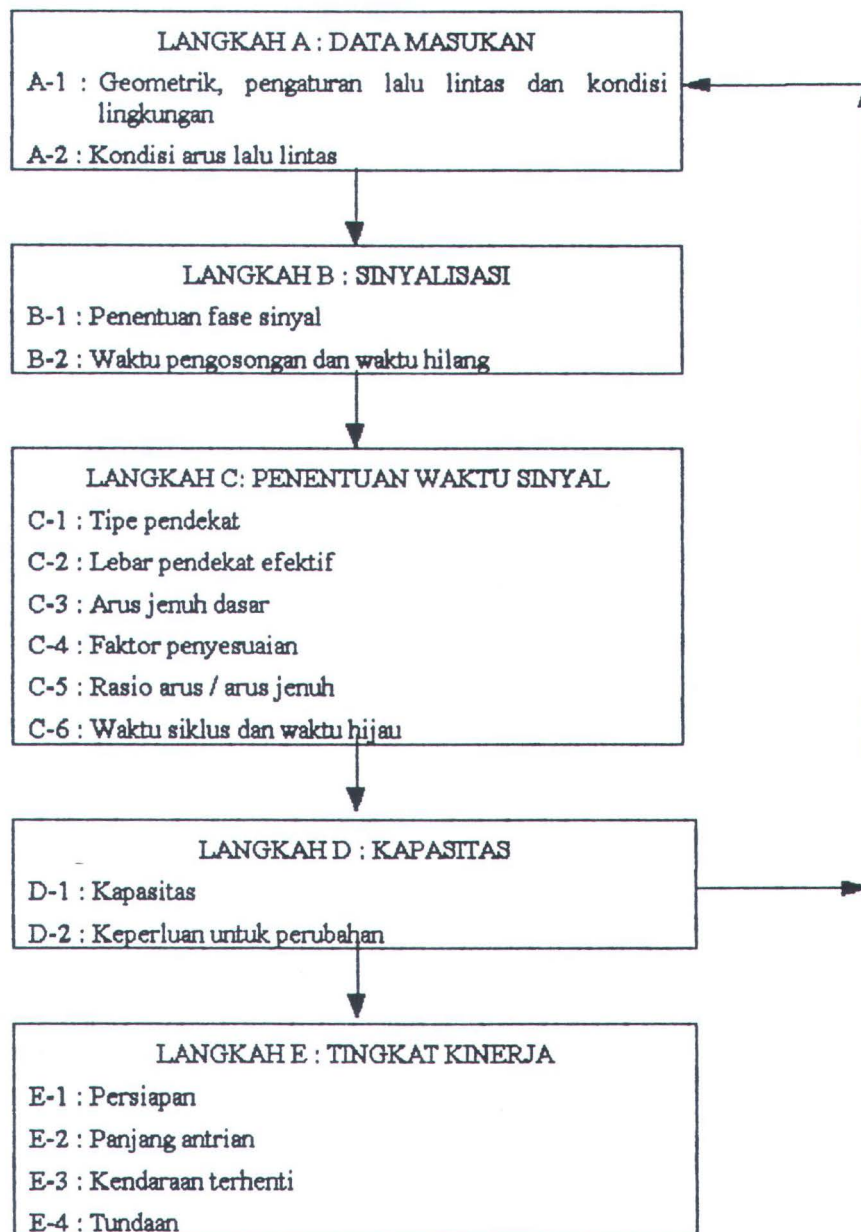 LANGKAH A : DATA MASUKAN
A-1 : Geometrik, pengaturan lalu lintas dan kondisi
lingkungan
A-2 : Kondisi arus lalu lintas
LANGKAH B : SINYALISASI
B-1 : Penentuan fase sinyal
B-2 : Waktu pengosongan dan waktu hilang
LANGKAH C: PENENTUAN WAKTU SINYAL
C-1 : Tipe pendekat
C-2 : Lebar pendekat efektif
C-3 : Arus jenuh dasar
C-4 : Faktor penyesuaian
C-5 : Rasio arus / arus jenuh
C-6 : Waktu siklus dan waktu hijau
LANGKAH D : KAPASITAS
D-1 : Kapasitas
D-2 : Keperluan untuk perubahan
LANGKAH E : TINGKAT KINERJA
E-1 : Persiapan
E-2 : Panjang antrian
E-3 : Kendaraan terhenti
E-4 : Tundaan